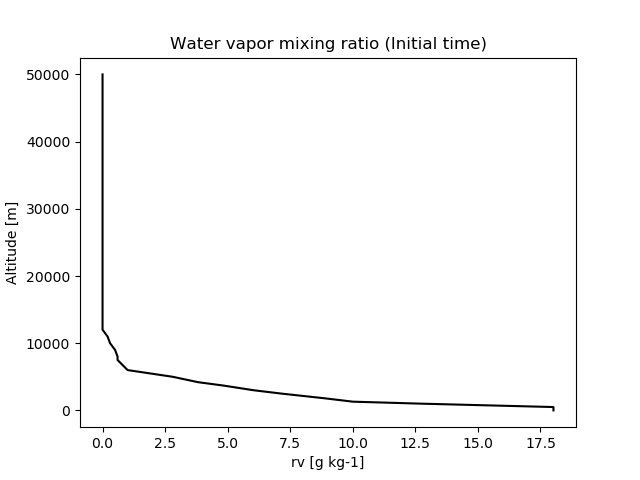 Water vapor mixing ratio (Initial time)
50000
40000
30000
20000
10000
0
Altitude [m]
0.0 2.5 5.0 7.5 10.0 12.5 15.0 17.5
rv [g kg-1]